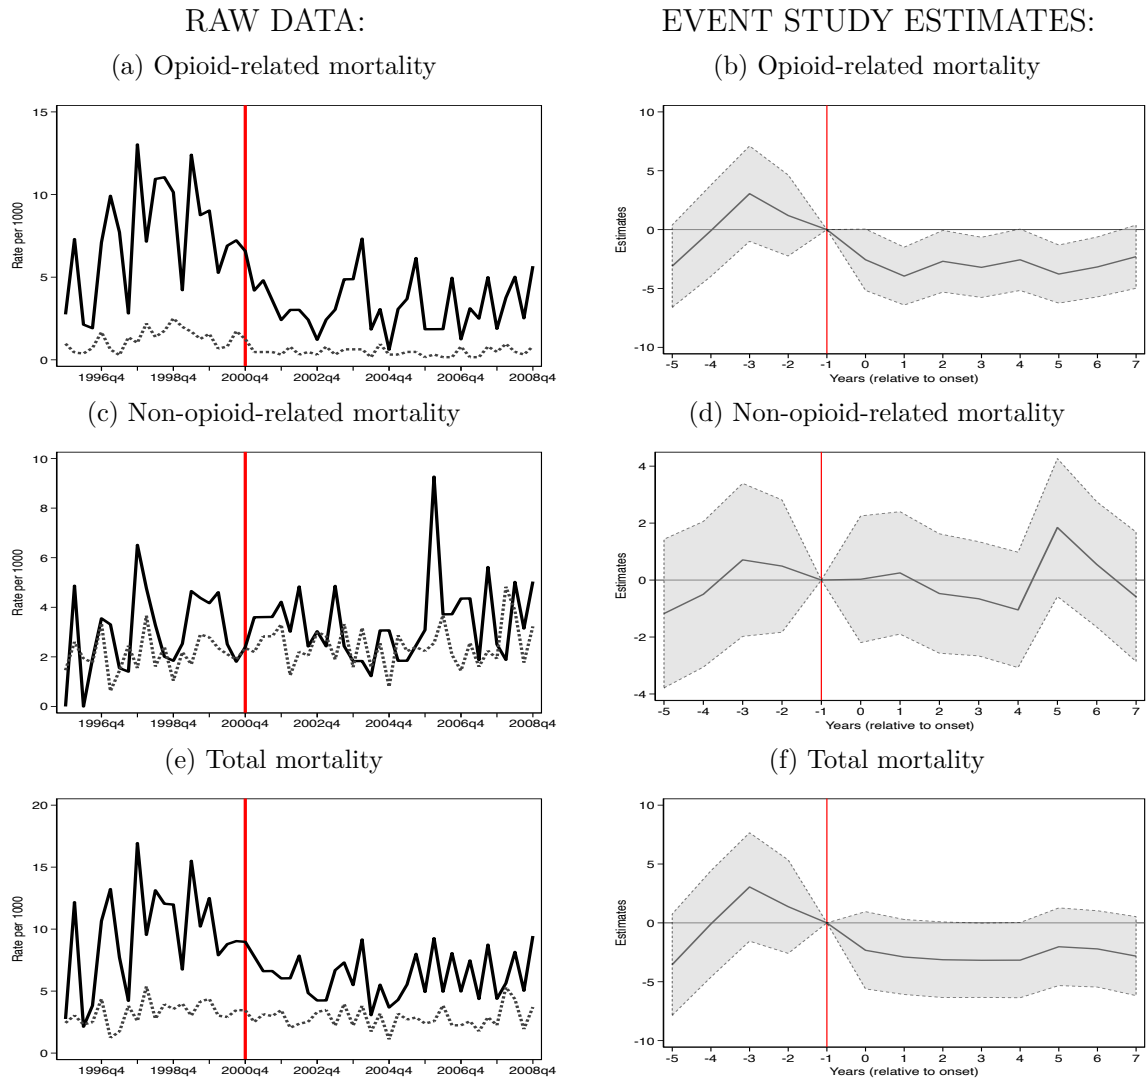 RAW DATA:
EVENT STUDY ESTIMATES:
(a) Opioid-related mortality
(b) Opioid-related mortality
Rate per 1000
15
10
5
0
1996q4 1998q4 2000q4 2002q4 2004q4 2006q4 2008q4
Estimates
10
5
0
-5
-10
-5 -4 -3 -2 -1 0 1 2 3 4 5 6 7
Years (relative to onset)
(c) Non-opioid-related mortality
(d) Non-opioid-related mortality
Rate per 1000
10
8
6
4
2
0
1996q4 1998q4 2000q4 2002q4 2004q4 2006q4 2008q4
Estimates
4
2
0
-2
-4
-5 -4 -3 -2 -1 0 1 2 3 4 5 6 7
Years (relative to onset)
(e) Total mortality
(f) Total mortality
Rate per 1000
20
15
10
5
0
1996q4 1998q4 2000q4 2002q4 2004q4 2006q4 2008q4
Estimates
10
5
0
-5
-10
-5 -4 -3 -2 -1 0 1 2 3 4 5 6 7
Years (relative to onset)